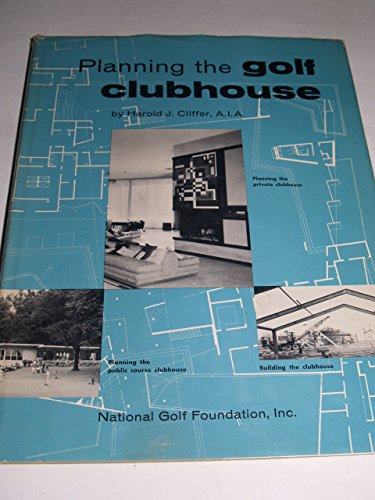 Planning the golf
clubhouse
by Harold J. Cliffer, A.I.A.
Planning the
private clubhouse
Planning the
public course clubhouse
Building the clubhouse
National Golf Foundation, Inc.